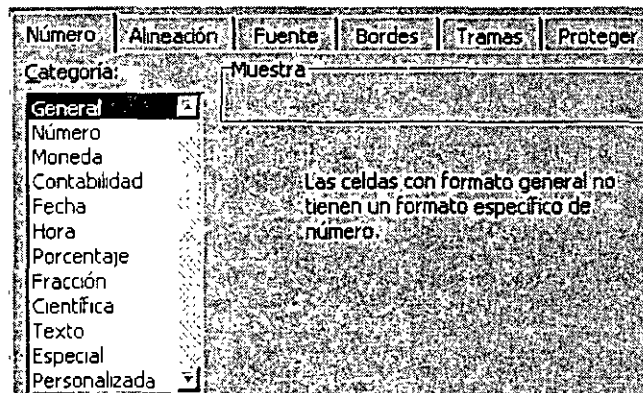 Número Alineación Fuente Bordes Tramas Proteger
Categoría: Muestra
General
Número
Moneda
Contabilidad
Fecha
Hora
Porcentaje
Fracción
Científica
Texto
Especial
Personalizada
Las celdas con formato general no
tienen un formato específico de
número.